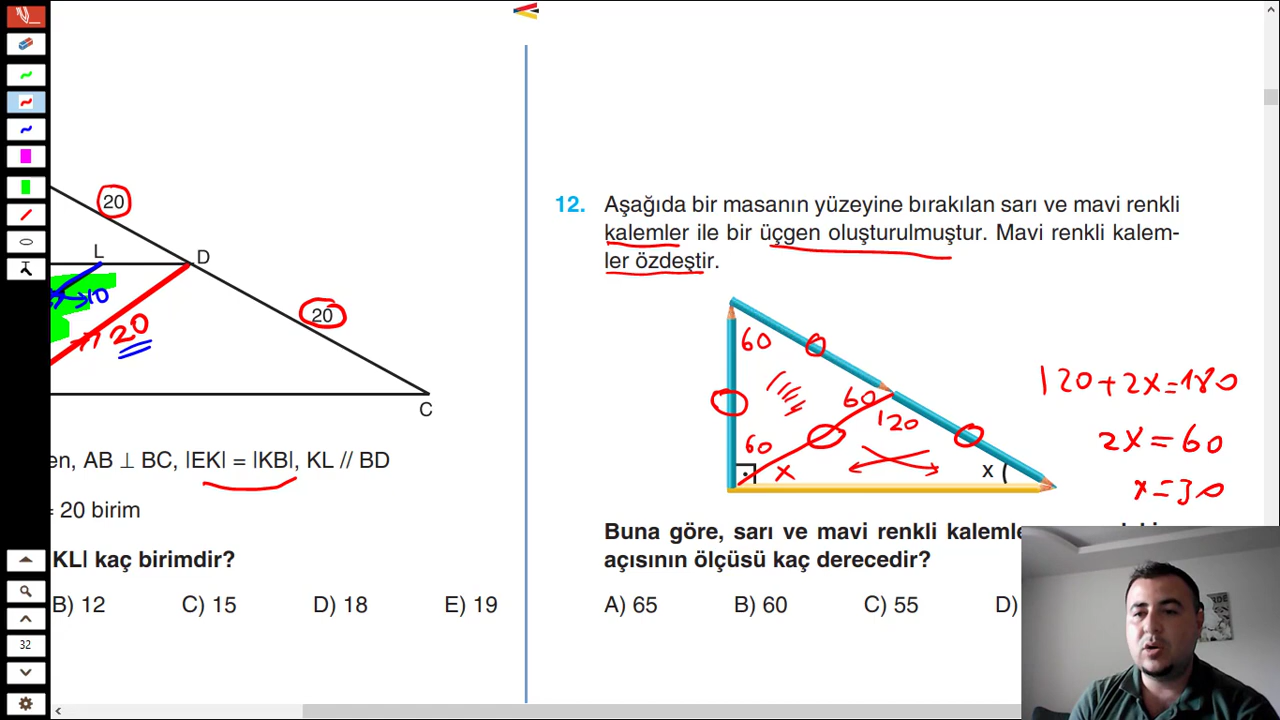 20
L
D
10
20
20
C
en, AB ⊥ BC, |EK| = |KB|, KL // BD
= 20 birim
KL| kaç birimdir?
B) 12 C) 15 D) 18 E) 19
32
12. Aşağıda bir masanın yüzeyine bırakılan sarı ve mavi renkli
kalemler ile bir üçgen oluşturulmuştur. Mavi renkli kalem-
ler özdeştir.
60
60
120
60
x
x
120+2x=180
2x=60
x=30
Buna göre, sarı ve mavi renkli kalemle
açısının ölçüsü kaç derecedir?
A) 65 B) 60 C) 55 D)